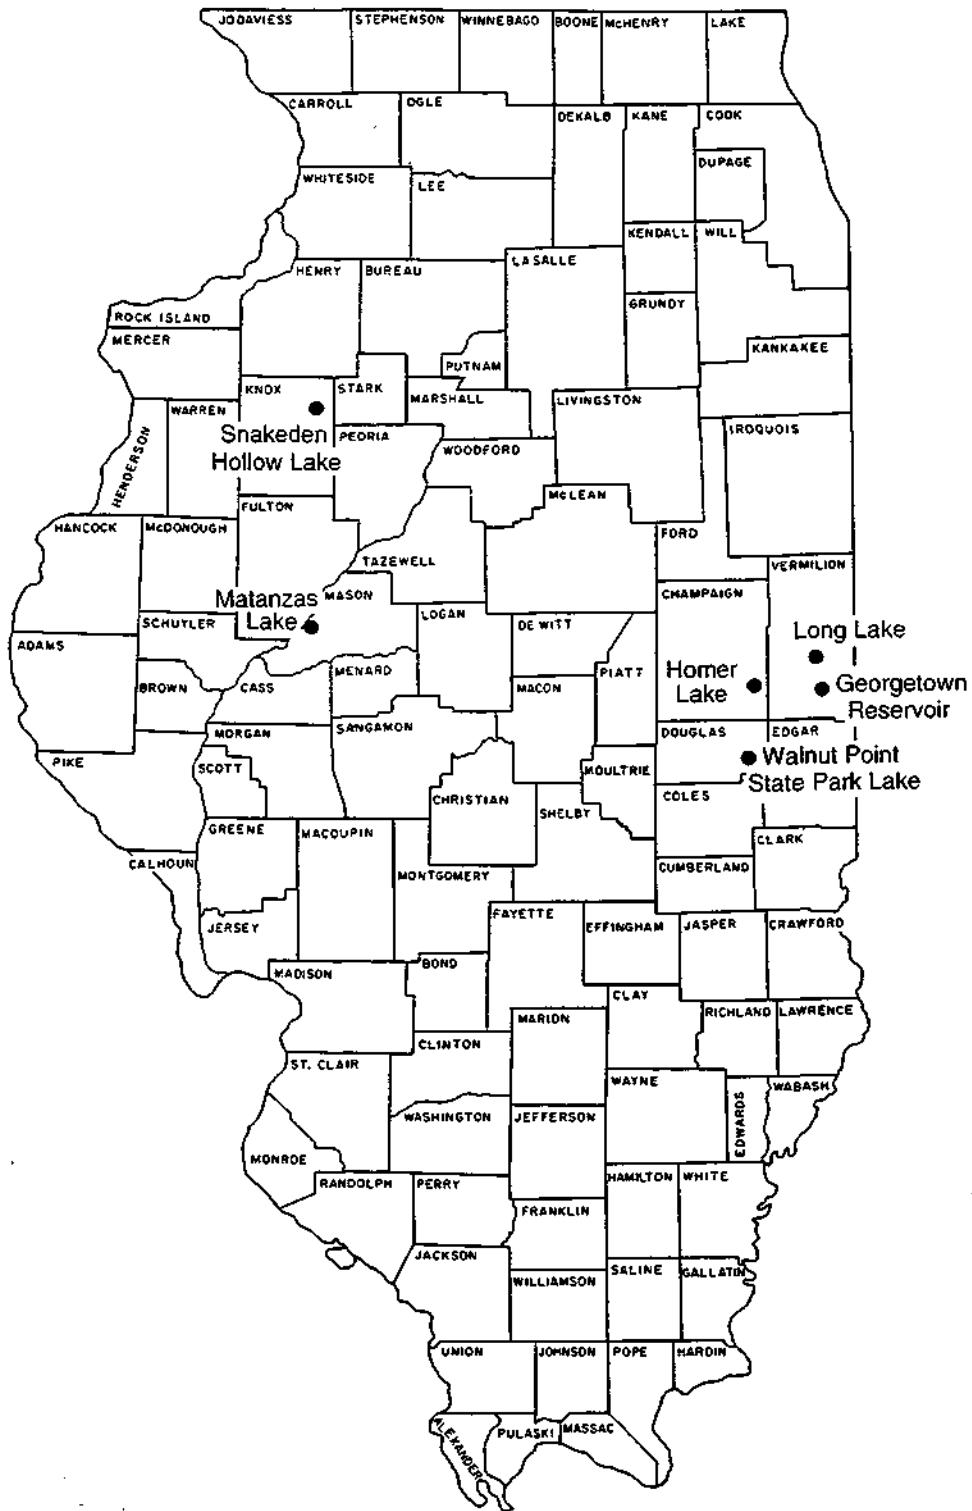 JODAVIESS
STEPHENSON
WINNEBAGO
BOONE
McHENRY
LAKE
CARROLL
OGLE
DEKALB
KANE
COOK
DUPAGE
WHITESIDE
LEE
KENDALL
WILL
LASALLE
HENRY
BUREAU
GRUNDY
ROCK ISLAND
MERCER
KANKAKEE
PUTNAM
KNOX
STARK
MARSHALL
LIVINGSTON
WARREN
IROQUOIS
Snakeden
Hollow Lake
PEORIA
WOODFORD
HENDERSON
McLEAN
FULTON
HANCOCK
McDONOUGH
FORD
TAZEWELL
VERMILION
MASON
CHAMPAIGN
Matanzas
Lake
LOGAN
SCHUYLER
DE WITT
Long Lake
ADAMS
MENARD
PIATT
Homer
Lake
BROWN
CASS
MACON
Georgetown
Reservoir
SANGAMON
MORGAN
DOUGLAS
EDGAR
PIKE
Walnut Point
State Park Lake
SCOTT
MOULTRIE
CHRISTIAN
COLES
SHELBY
GREENE
MACOUPIN
CLARK
CALHOUN
CUMBERLAND
MONTGOMERY
FAYETTE
EFFINGHAM
JASPER
CRAWFORD
JERSEY
BOND
MADISON
CLAY
RICHLAND
LAWRENCE
MARION
CLINTON
ST. CLAIR
WAYNE
WABASH
EDWARDS
WASHINGTON
JEFFERSON
MONROE
RANDOLPH
PERRY
HAMILTON
WHITE
FRANKLIN
JACKSON
WILLIAMSON
SALINE
GALLATIN
UNION
JOHNSON
POPE
HARDIN
ALEXANDER
PULASKI
MASSAC